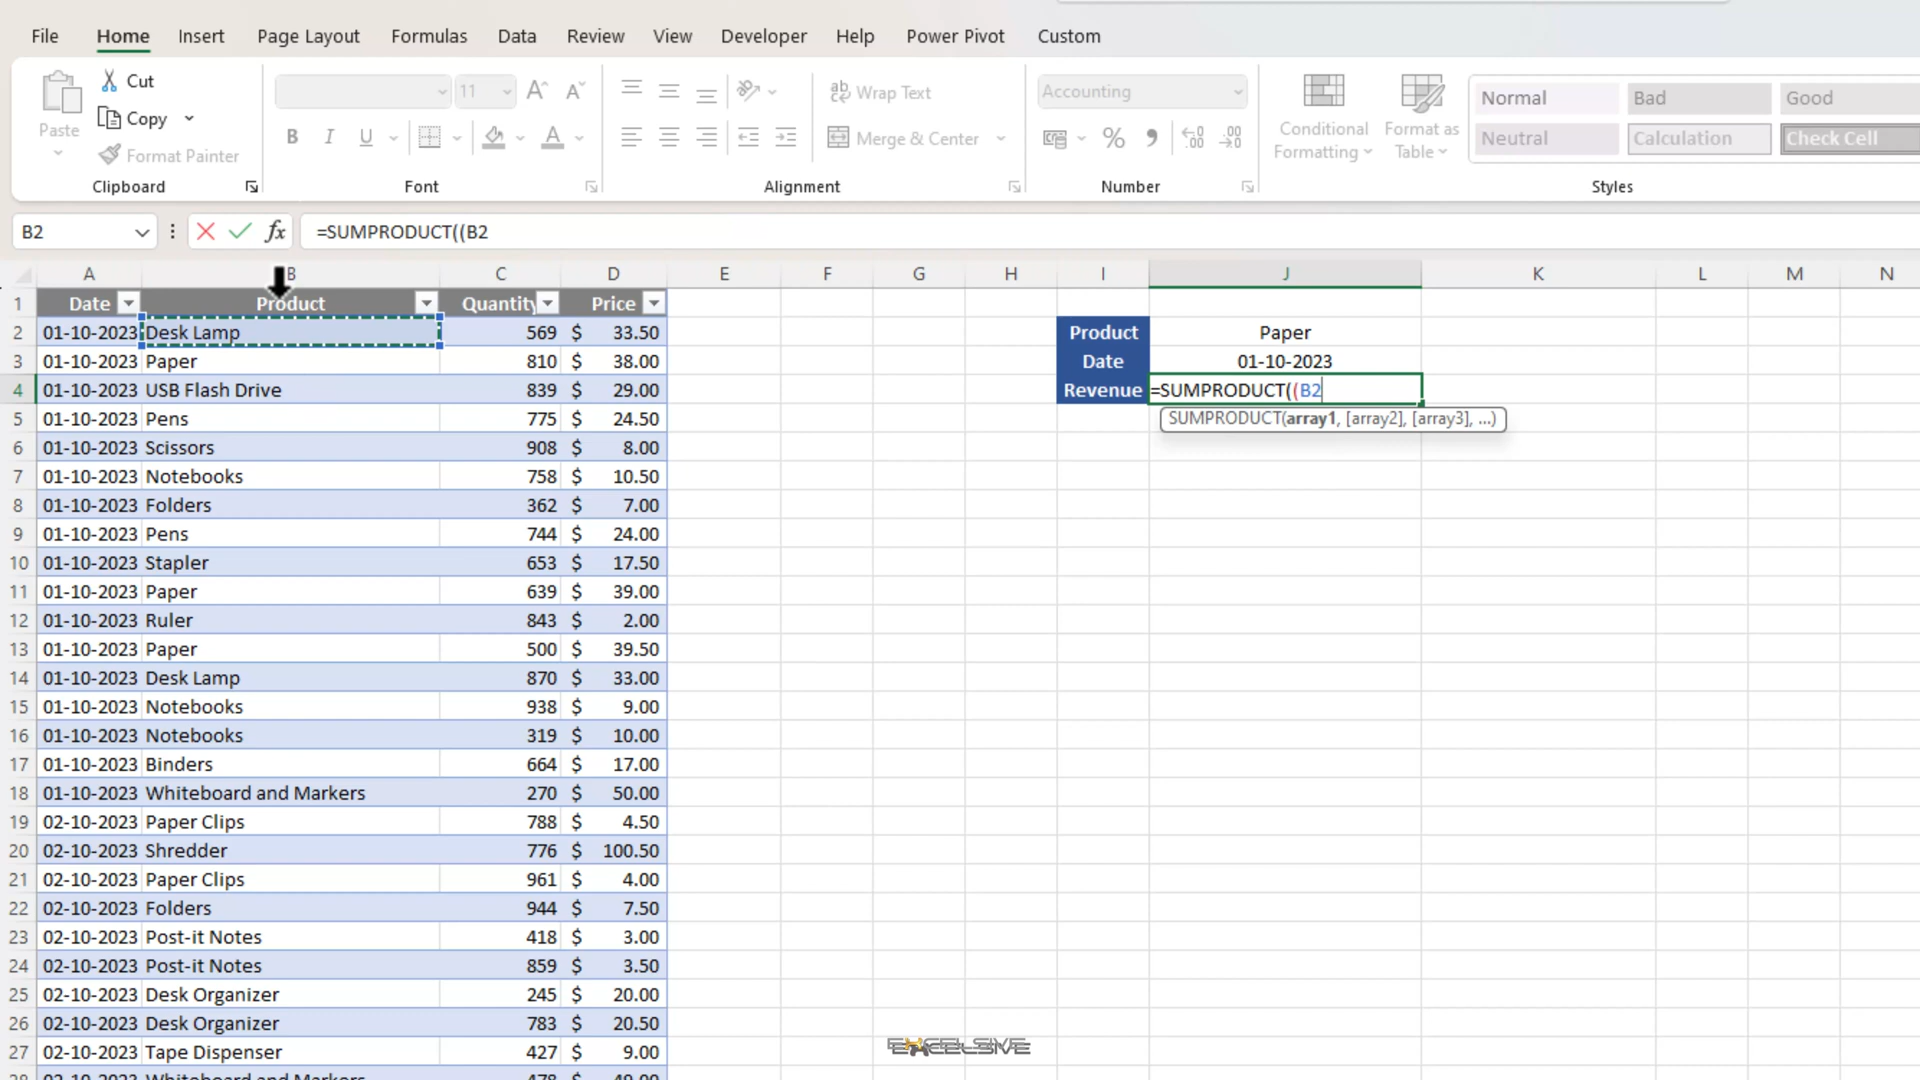 File Home Insert Page Layout Formulas Data Review View Developer Help Power Pivot Custom
Paste Cut Copy Format Painter
11
Wrap Text
Merge & Center
Accounting
Conditional Formatting
Format as Table
Normal Bad Good
Neutral Calculation Check Cell
Clipboard Font Alignment Number Styles
B2 fx =SUMPRODUCT((B2
A B C D E F G H I J K L M N
1 Date Product Quantity Price
2 01-10-2023 Desk Lamp 569 $ 33.50 Product Paper
3 01-10-2023 Paper 810 $ 38.00 Date 01-10-2023
4 01-10-2023 USB Flash Drive 839 $ 29.00 Revenue =SUMPRODUCT((B2
5 01-10-2023 Pens 775 $ 24.50 SUMPRODUCT(array1, [array2], [array3], ...)
6 01-10-2023 Scissors 908 $ 8.00
7 01-10-2023 Notebooks 758 $ 10.50
8 01-10-2023 Folders 362 $ 7.00
9 01-10-2023 Pens 744 $ 24.00
10 01-10-2023 Stapler 653 $ 17.50
11 01-10-2023 Paper 639 $ 39.00
12 01-10-2023 Ruler 843 $ 2.00
13 01-10-2023 Paper 500 $ 39.50
14 01-10-2023 Desk Lamp 870 $ 33.00
15 01-10-2023 Notebooks 938 $ 9.00
16 01-10-2023 Notebooks 319 $ 10.00
17 01-10-2023 Binders 664 $ 17.00
18 01-10-2023 Whiteboard and Markers 270 $ 50.00
19 02-10-2023 Paper Clips 788 $ 4.50
20 02-10-2023 Shredder 776 $ 100.50
21 02-10-2023 Paper Clips 961 $ 4.00
22 02-10-2023 Folders 944 $ 7.50
23 02-10-2023 Post-it Notes 418 $ 3.00
24 02-10-2023 Post-it Notes 859 $ 3.50
25 02-10-2023 Desk Organizer 245 $ 20.00
26 02-10-2023 Desk Organizer 783 $ 20.50
27 02-10-2023 Tape Dispenser 427 $ 9.00
EXCELSIVE